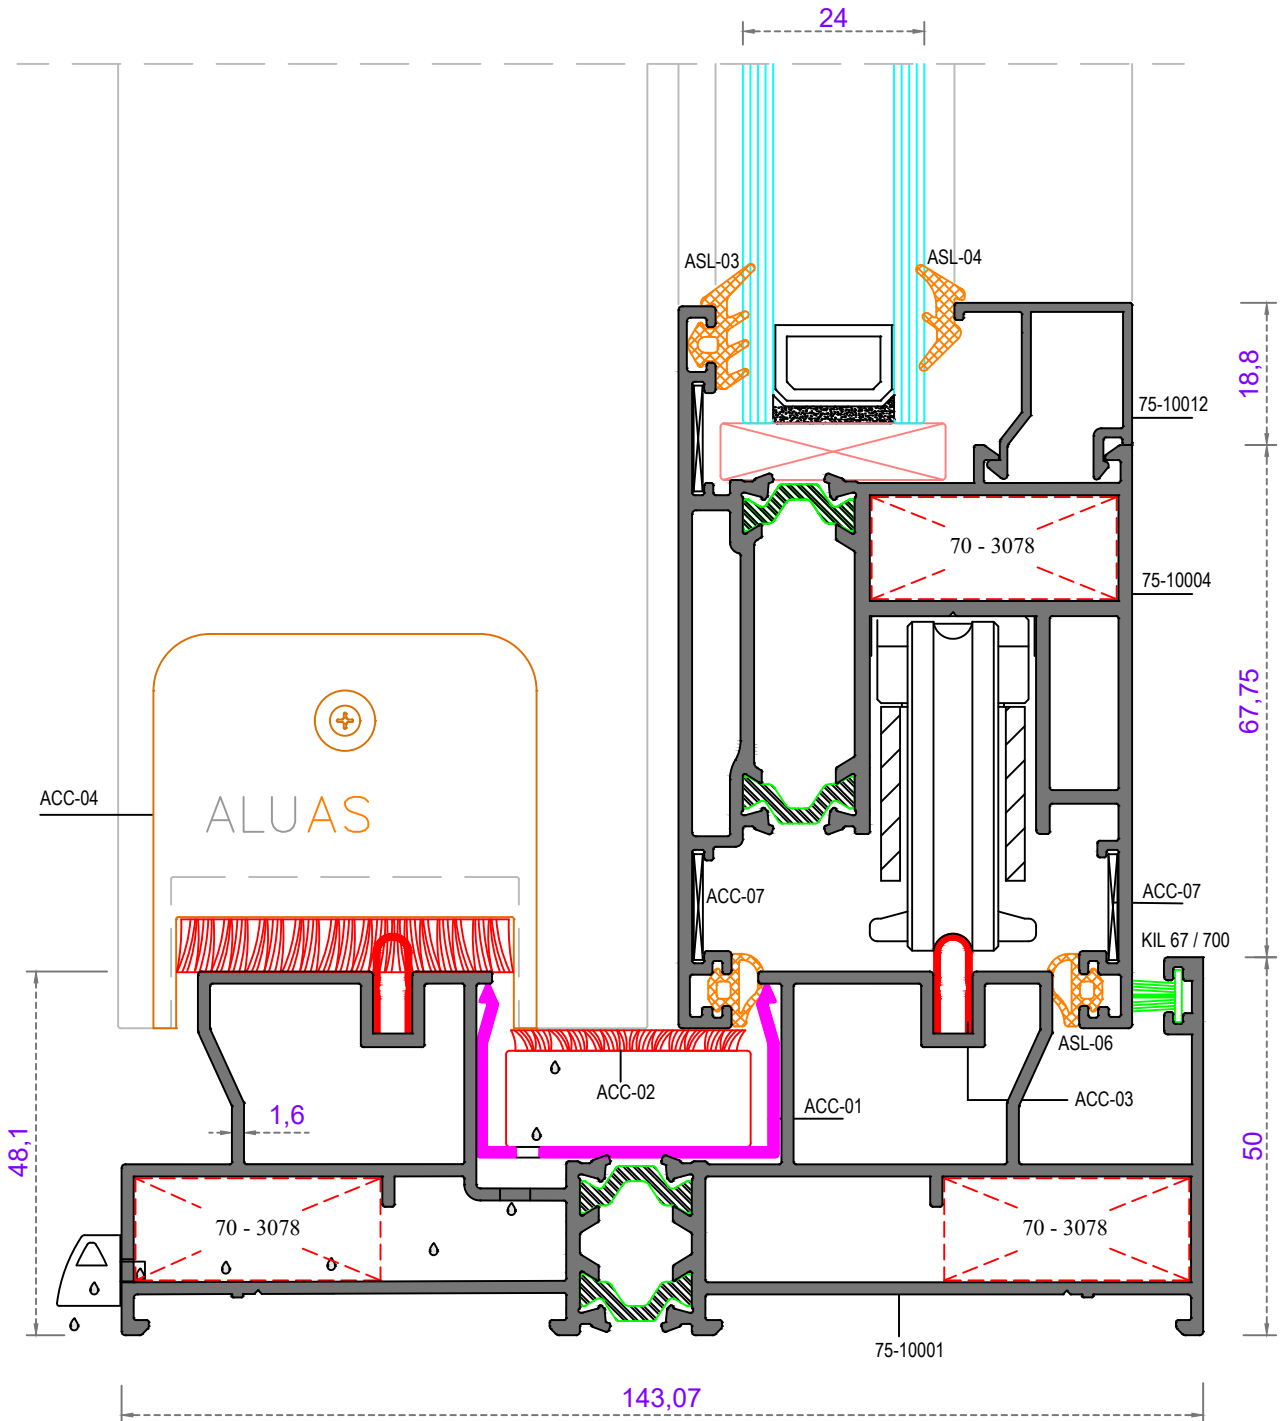 24
ASL-03
ASL-04
18,8
75-10012
70 - 3078
75-10004
67,75
ACC-04
ALUAS
ACC-07
ACC-07
KIL 67 / 700
ASL-06
ACC-02
ACC-01
ACC-03
1,6
48,1
50
70 - 3078
70 - 3078
75-10001
143,07